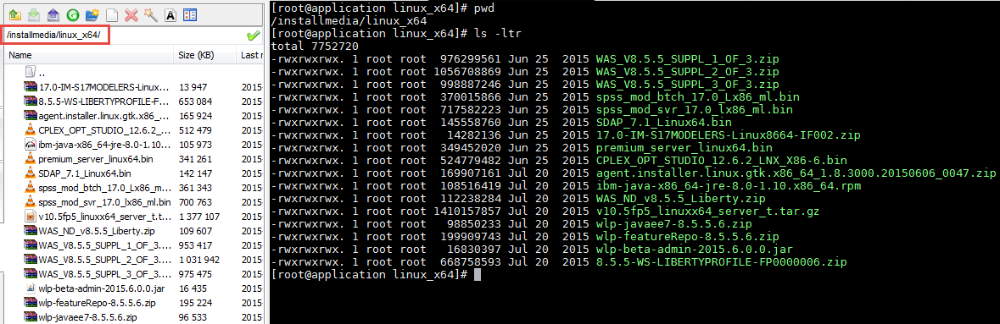 /installmedia/linux_x64/
Name Size (KB) Last r
..
17.0-IM-S17MODELERS-Linux... 13 947 2015-
8.5.5-WS-LIBERTYPROFILE-F... 653 084 2015-
agent.installer.linux.gtk.x86_... 165 924 2015-
CPLEX_OPT_STUDIO_12.6.2_... 512 479 2015-
ibm-java-x86_64-jre-8.0-1.10... 105 973 2015-
premium_server_linux64.bin 341 261 2015-
SDAP_7.1_Linux64.bin 142 147 2015-
spss_mod_btch_17.0_Lx86_m... 361 343 2015-
spss_mod_svr_17.0_lx86_ml.bin 700 763 2015-
v10.5fp5_linuxx64_server_t.t... 1 377 107 2015-
WAS_ND_v8.5.5_Liberty.zip 109 607 2015-
WAS_V8.5.5_SUPPL_1_OF_3.... 953 417 2015-
WAS_V8.5.5_SUPPL_2_OF_3.... 1 031 942 2015-
WAS_V8.5.5_SUPPL_3_OF_3.... 975 475 2015-
wlp-beta-admin-2015.6.0.0.jar 16 435 2015-
wlp-featureRepo-8.5.5.6.zip 195 224 2015-
wlp-javaee7-8.5.5.6.zip 96 533 2015-
[root@application linux_x64]# pwd
/installmedia/linux_x64
[root@application linux_x64]# ls -ltr
total 7752720
-rwxrwxrwx. 1 root root 976299561 Jun 25 2015 WAS_V8.5.5_SUPPL_1_OF_3.zip
-rwxrwxrwx. 1 root root 1056708869 Jun 25 2015 WAS_V8.5.5_SUPPL_2_OF_3.zip
-rwxrwxrwx. 1 root root 998887246 Jun 25 2015 WAS_V8.5.5_SUPPL_3_OF_3.zip
-rwxrwxrwx. 1 root root 370015866 Jun 25 2015 spss_mod_btch_17.0_Lx86_ml.bin
-rwxrwxrwx. 1 root root 717582223 Jun 25 2015 spss_mod_svr_17.0_lx86_ml.bin
-rwxrwxrwx. 1 root root 145558760 Jun 25 2015 SDAP_7.1_Linux64.bin
-rwxrwxrwx. 1 root root 14282136 Jun 25 2015 17.0-IM-S17MODELERS-Linux8664-IF002.zip
-rwxrwxrwx. 1 root root 349452020 Jun 25 2015 premium_server_linux64.bin
-rwxrwxrwx. 1 root root 524779482 Jun 25 2015 CPLEX_OPT_STUDIO_12.6.2_LNX_X86-6.bin
-rwxrwxrwx. 1 root root 169907161 Jul 20 2015 agent.installer.linux.gtk.x86_64_1.8.3000.20150606_0047.zip
-rwxrwxrwx. 1 root root 108516419 Jul 20 2015 ibm-java-x86_64-jre-8.0-1.10.x86_64.rpm
-rwxrwxrwx. 1 root root 112238284 Jul 20 2015 WAS_ND_v8.5.5_Liberty.zip
-rwxrwxrwx. 1 root root 1410157857 Jul 20 2015 v10.5fp5_linuxx64_server_t.tar.gz
-rwxrwxrwx. 1 root root 98850233 Jul 20 2015 wlp-javaee7-8.5.5.6.zip
-rwxrwxrwx. 1 root root 199909743 Jul 20 2015 wlp-featureRepo-8.5.5.6.zip
-rwxrwxrwx. 1 root root 16830397 Jul 20 2015 wlp-beta-admin-2015.6.0.0.jar
-rwxrwxrwx. 1 root root 668758593 Jul 20 2015 8.5.5-WS-LIBERTYPROFILE-FP0000006.zip
[root@application linux_x64]#